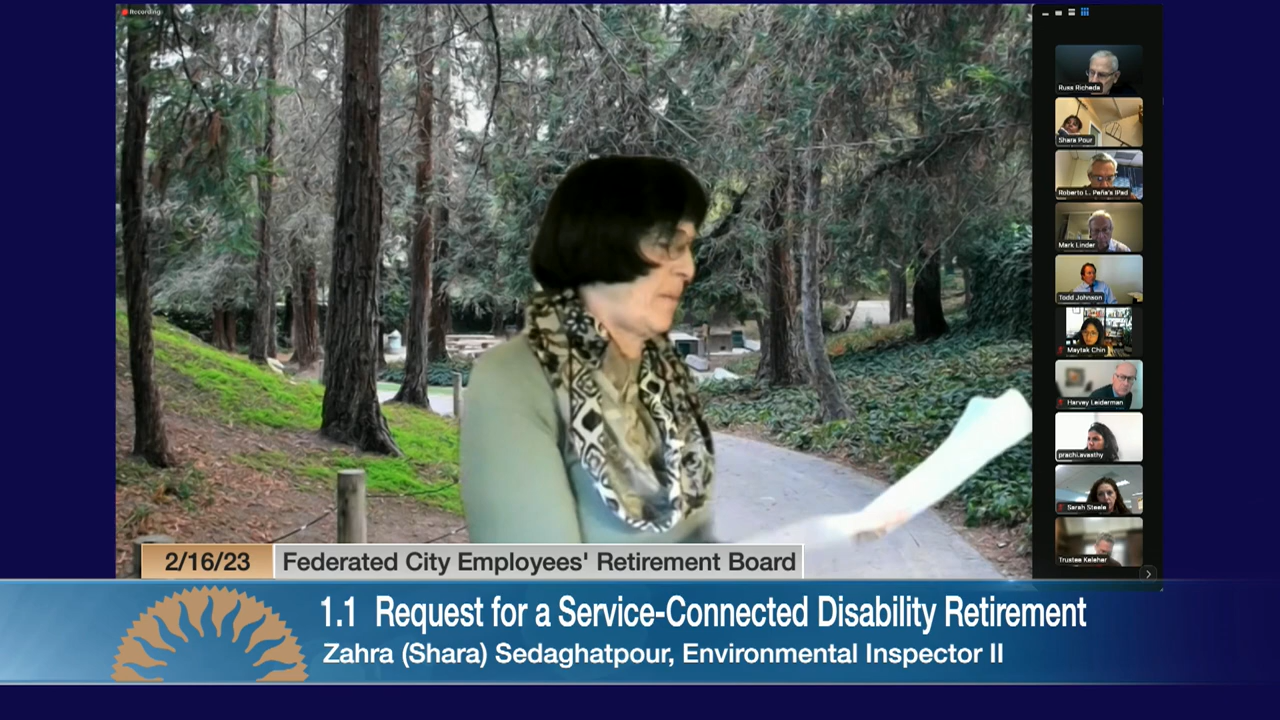 Recording
Russ Richeda
Shara Pour
Roberto L. Peña's iPad
Mark Linder
Todd Johnson
Maytak Chin
Harvey Leiderman
prachi.avasthy
Sarah Steele
Trustee Keleher
2/16/23
Federated City Employees' Retirement Board
1.1 Request for a Service-Connected Disability Retirement
Zahra (Shara) Sedaghatpour, Environmental Inspector II